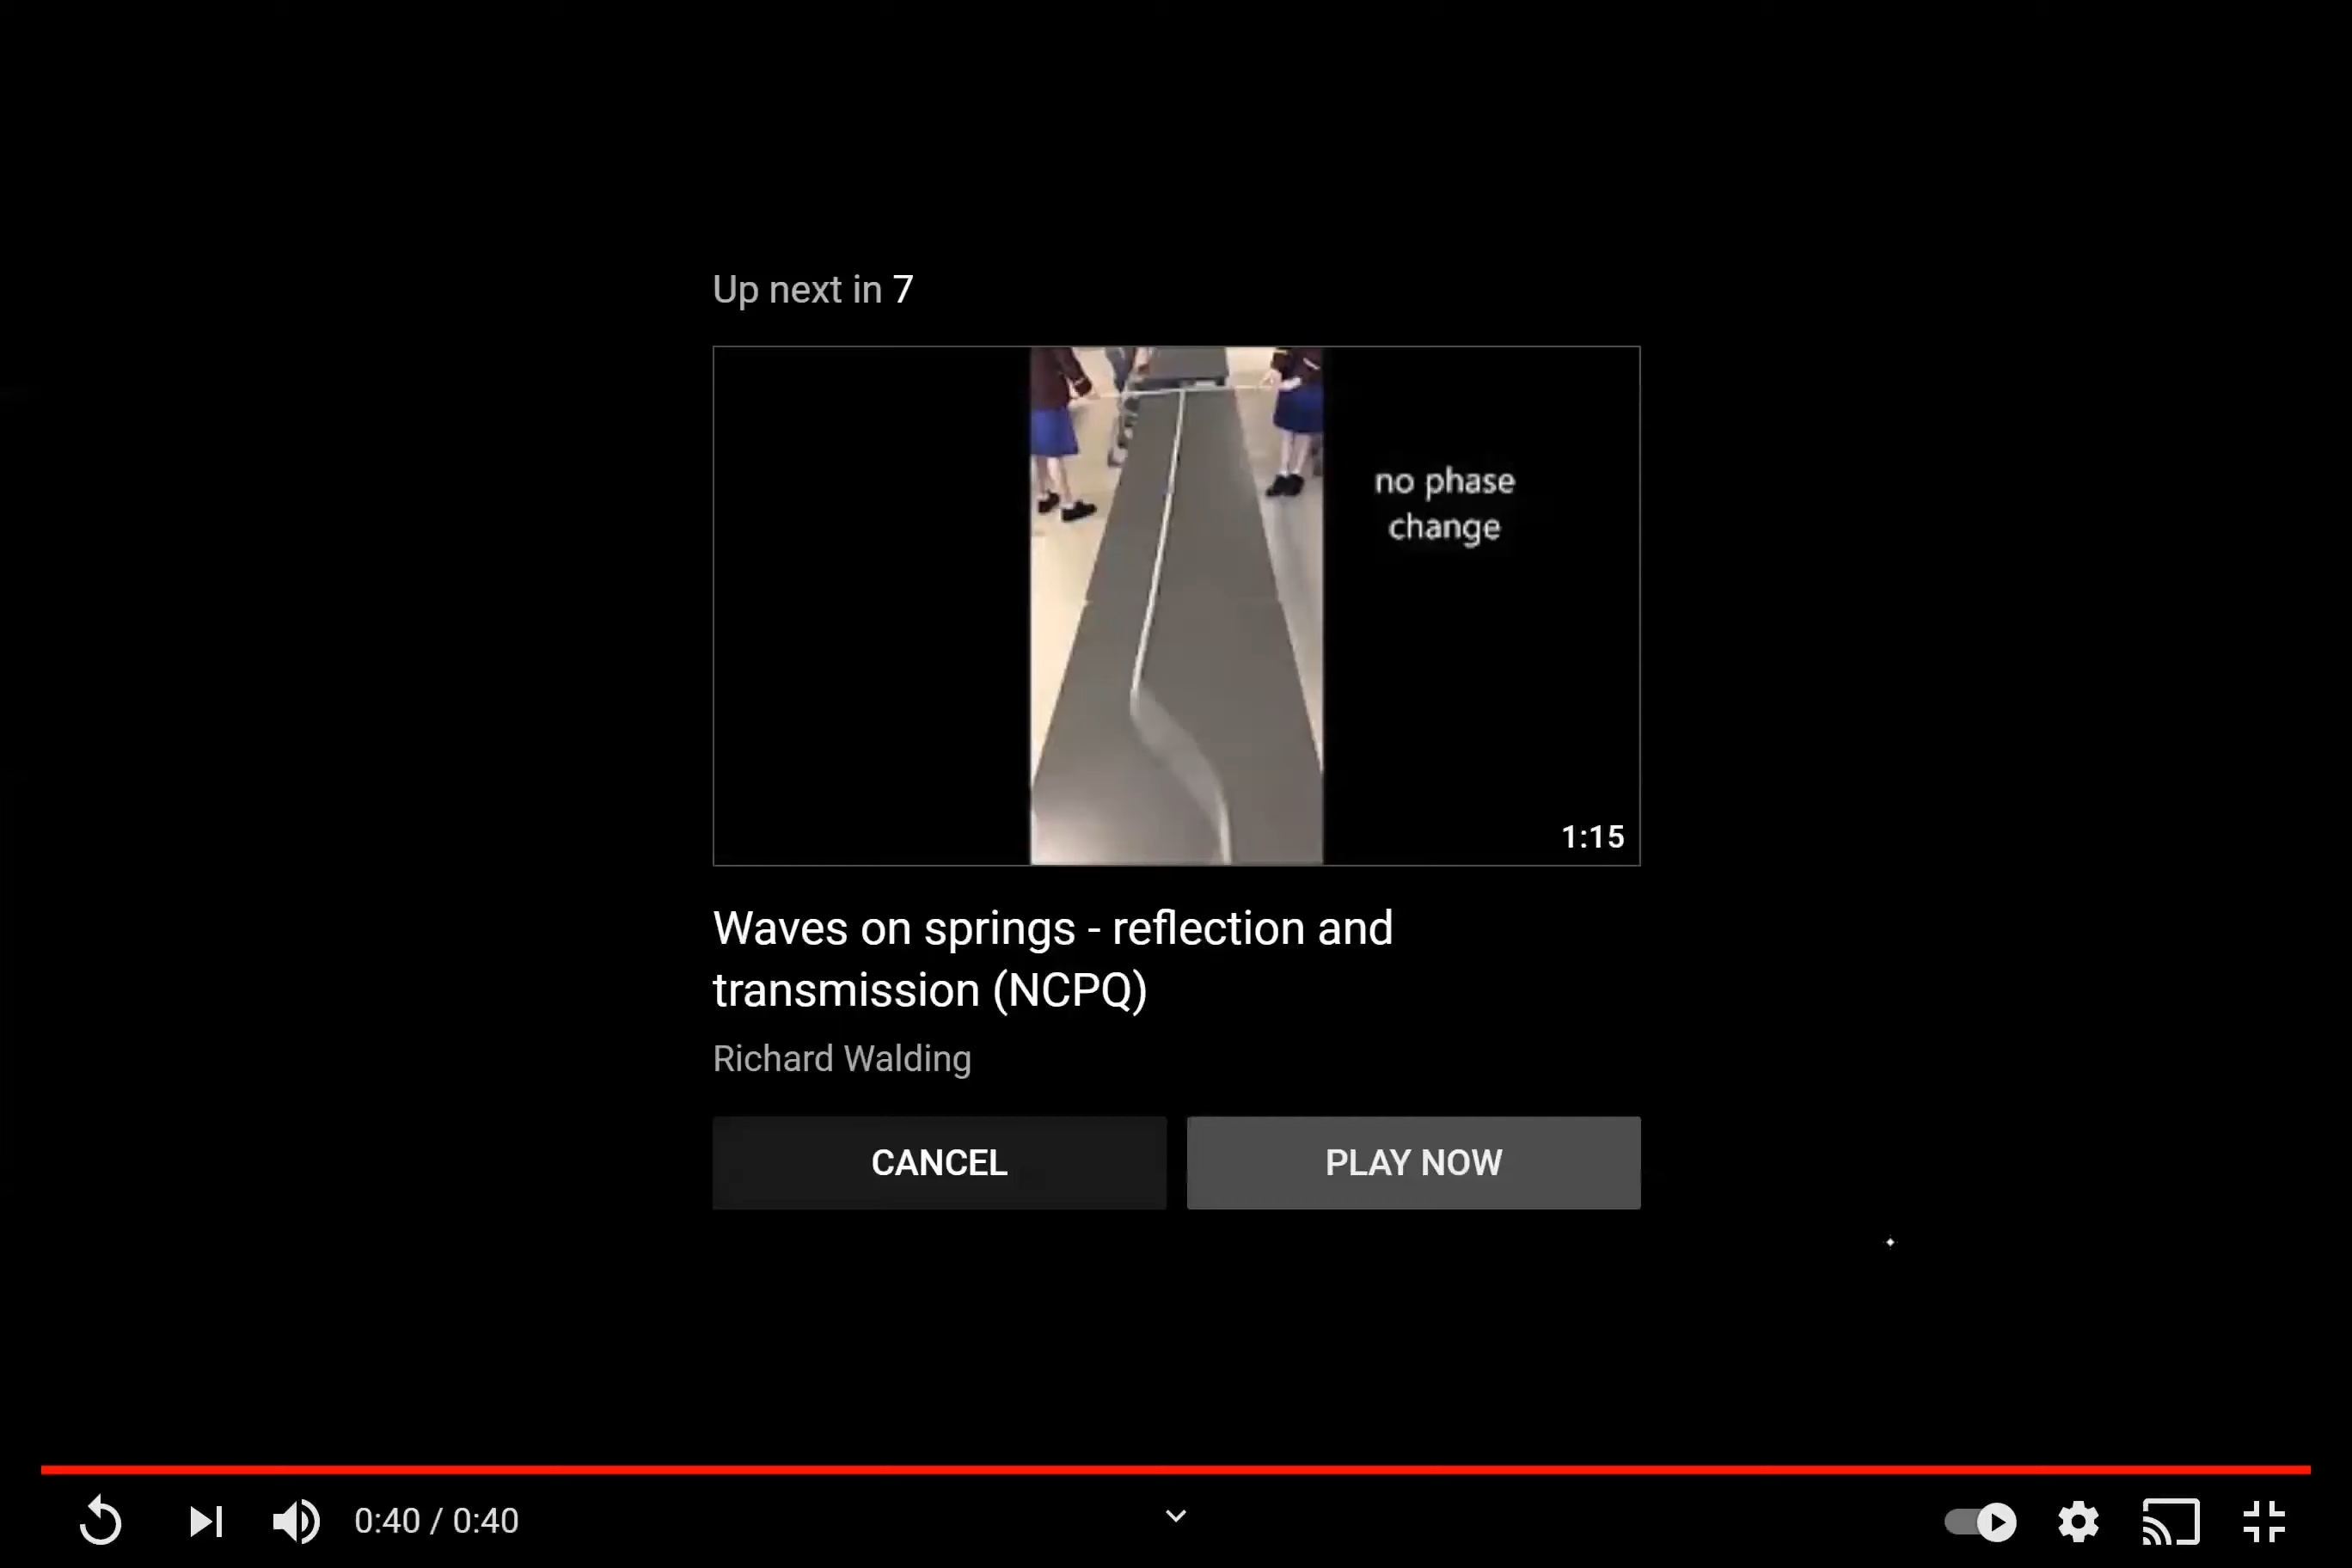 Up next in 7
no phase
change
1:15
Waves on springs - reflection and
transmission (NCPQ)
Richard Walding
CANCEL
PLAY NOW
0:40 / 0:40